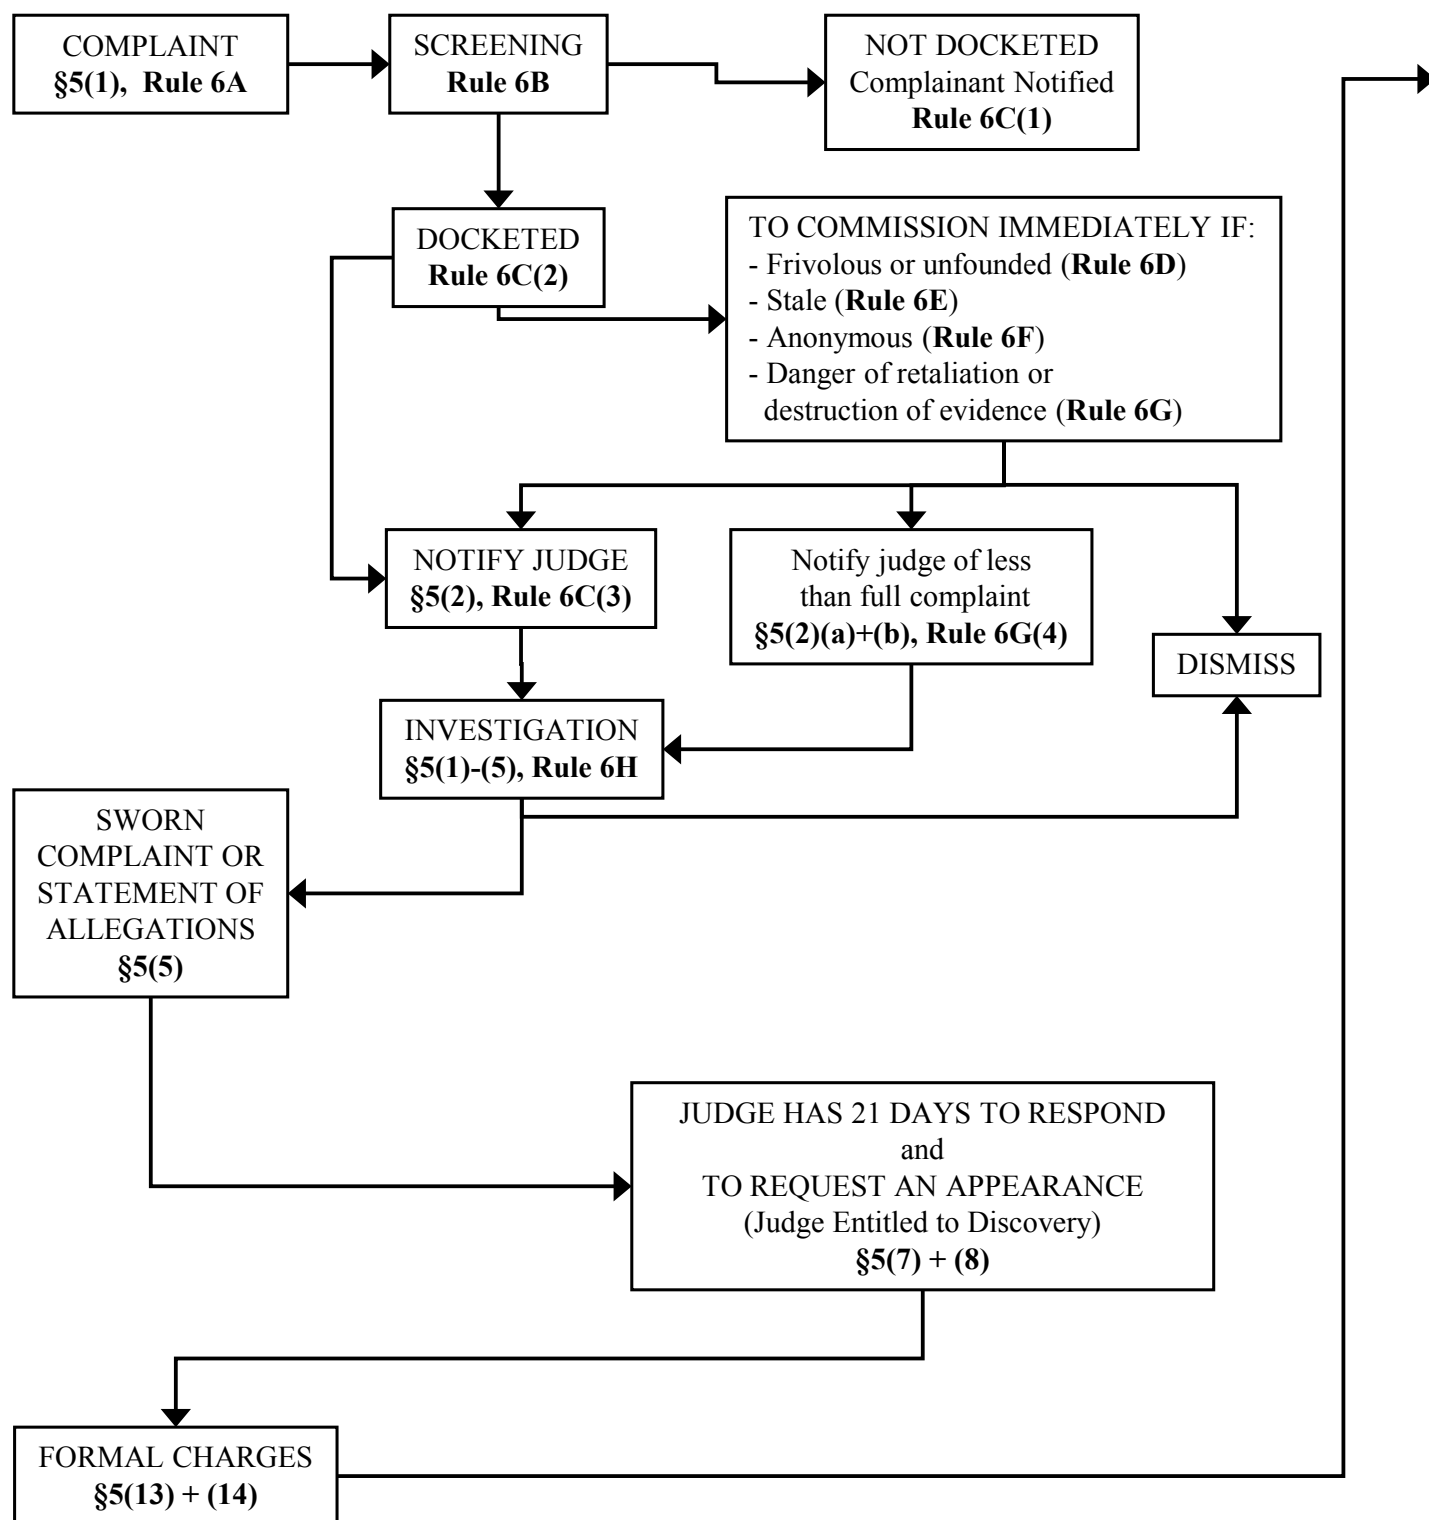 COMPLAINT
§5(1), Rule 6A
SCREENING
Rule 6B
NOT DOCKETED
Complainant Notified
Rule 6C(1)
DOCKETED
Rule 6C(2)
TO COMMISSION IMMEDIATELY IF:
- Frivolous or unfounded (Rule 6D)
- Stale (Rule 6E)
- Anonymous (Rule 6F)
- Danger of retaliation or
destruction of evidence (Rule 6G)
NOTIFY JUDGE
§5(2), Rule 6C(3)
Notify judge of less
than full complaint
§5(2)(a)+(b), Rule 6G(4)
DISMISS
INVESTIGATION
§5(1)-(5), Rule 6H
SWORN
COMPLAINT OR
STATEMENT OF
ALLEGATIONS
§5(5)
JUDGE HAS 21 DAYS TO RESPOND
and
TO REQUEST AN APPEARANCE
(Judge Entitled to Discovery)
§5(7) + (8)
FORMAL CHARGES
§5(13) + (14)